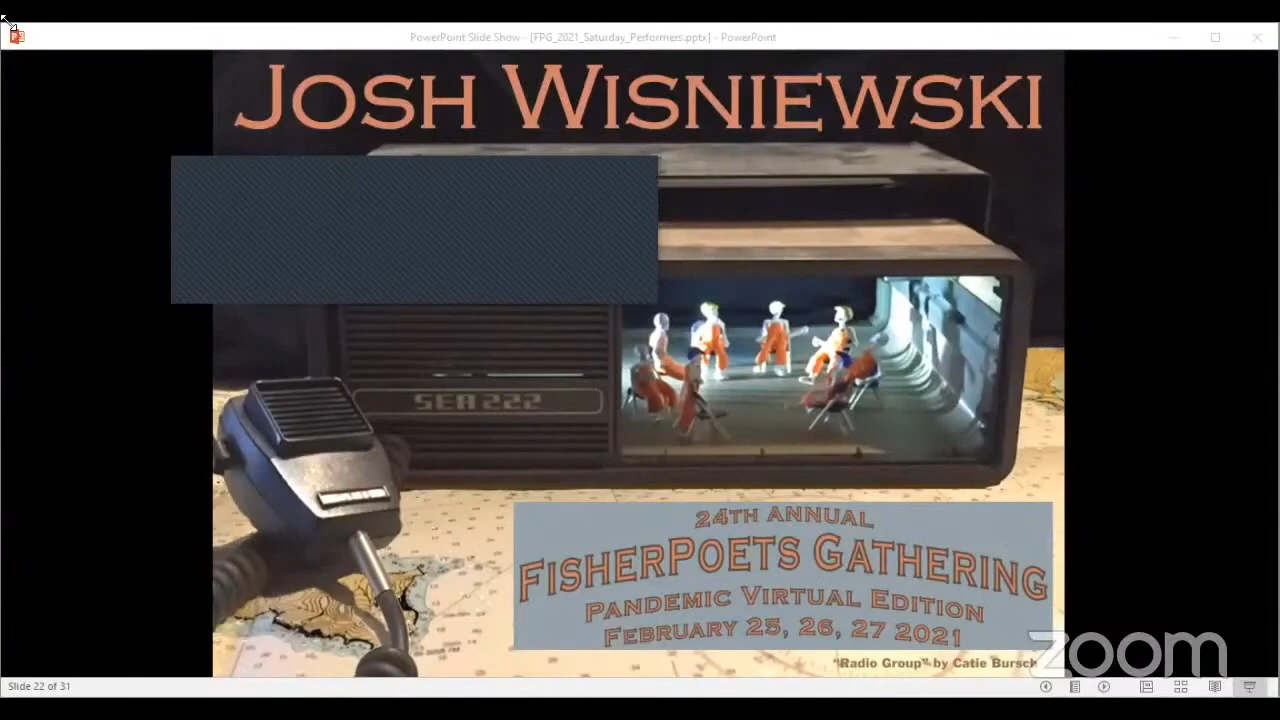 PowerPoint Slide Show - [FPG_2021_Saturday_Performers.pptx] - PowerPoint
JOSH WISNIEWSKI
SEA 222
24TH ANNUAL
FISHERPOETS GATHERING
PANDEMIC VIRTUAL EDITION
FEBRUARY 25, 26, 27 2021
"Radio Group" by Catie Bursch
zoom
Slide 22 of 31